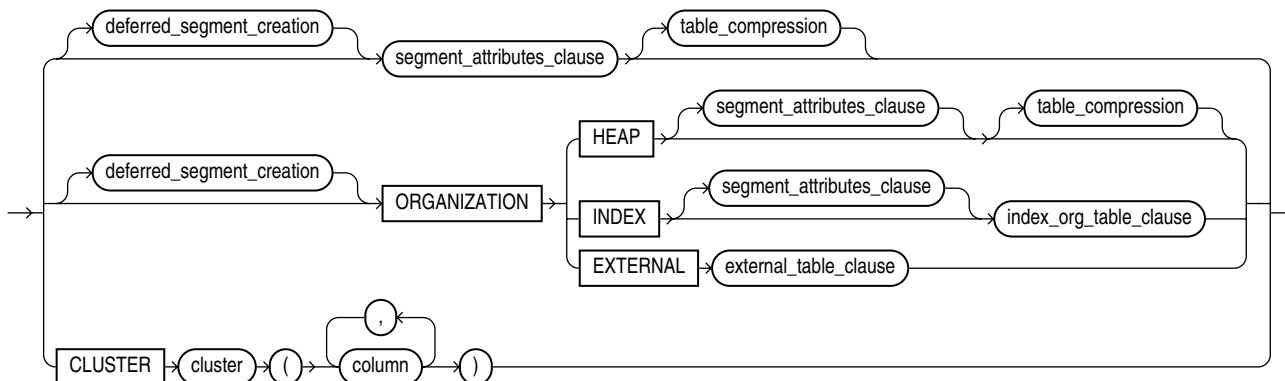 deferred_segment_creation table_compression
segment_attributes_clause
segment_attributes_clause table_compression
HEAP
deferred_segment_creation segment_attributes_clause
ORGANIZATION
INDEX index_org_table_clause
EXTERNAL external_table_clause
,
CLUSTER cluster ( column )